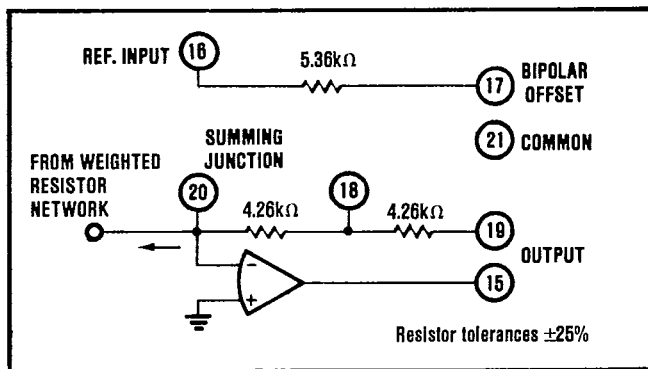 REF. INPUT
16
5.36kΩ
17
BIPOLAR
OFFSET
21
COMMON
SUMMING
JUNCTION
FROM WEIGHTED
RESISTOR
NETWORK
20
4.26kΩ
18
4.26kΩ
19
OUTPUT
−
+
15
Resistor tolerances ±25%